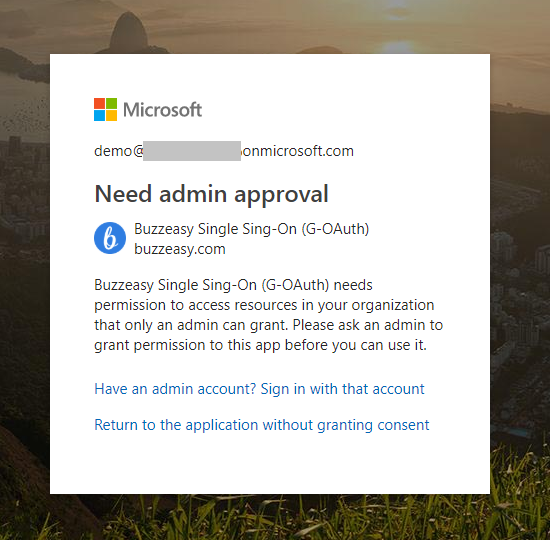 Microsoft
demo@ onmicrosoft.com
Need admin approval
Buzzeasy Single Sing-On (G-OAuth)
buzzeasy.com
Buzzeasy Single Sing-On (G-OAuth) needs
permission to access resources in your organization
that only an admin can grant. Please ask an admin to
grant permission to this app before you can use it.
Have an admin account? Sign in with that account
Return to the application without granting consent